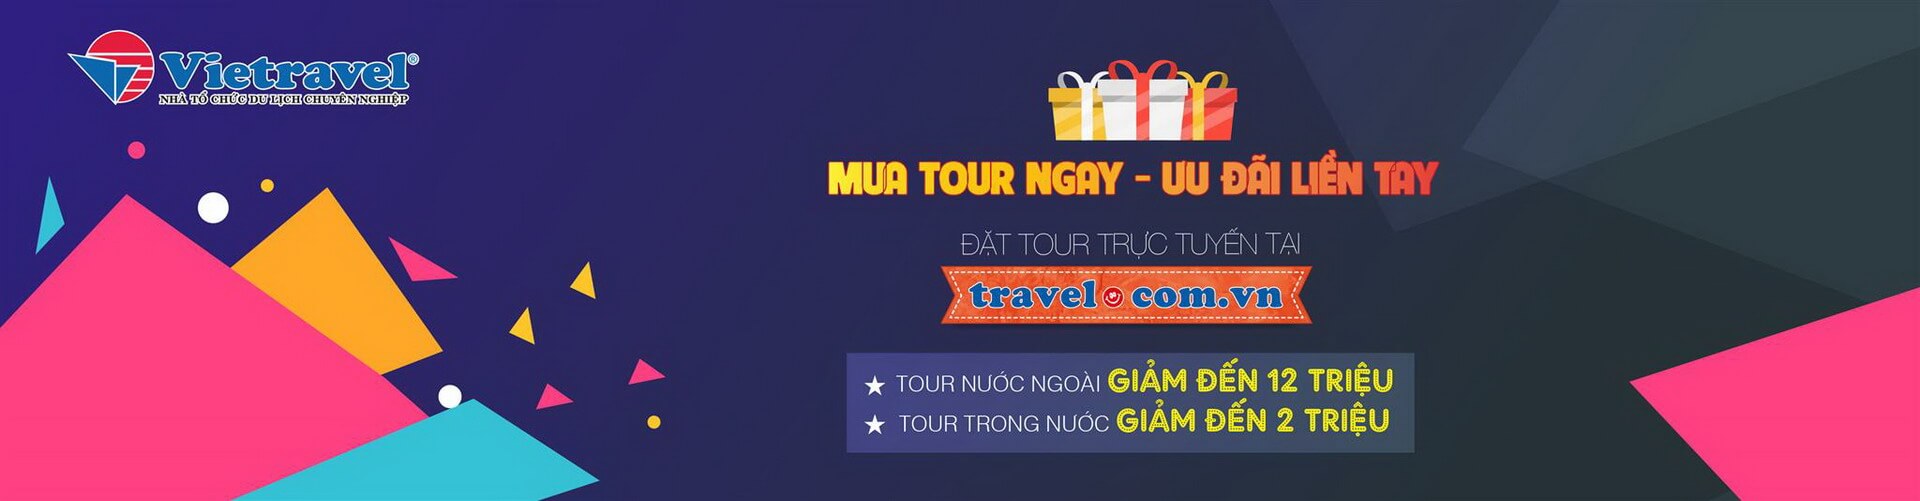 Vietravel®
NHÀ TỔ CHỨC DU LỊCH CHUYÊN NGHIỆP
MUA TOUR NGAY - ƯU ĐÃI LIỀN TAY
ĐẶT TOUR TRỰC TUYẾN TẠI
travel.com.vn
★ TOUR NƯỚC NGOÀI GIẢM ĐẾN 12 TRIỆU
★ TOUR TRONG NƯỚC GIẢM ĐẾN 2 TRIỆU